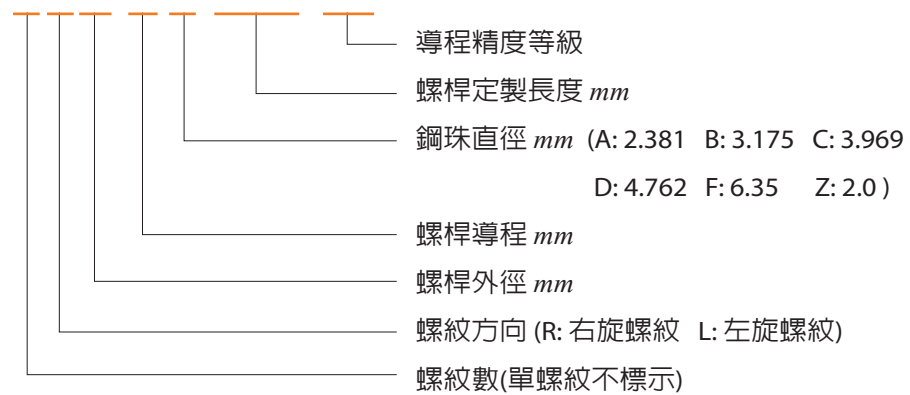 導程精度等級
螺桿定製長度 mm
鋼珠直徑 mm (A: 2.381 B: 3.175 C: 3.969
D: 4.762 F: 6.35 Z: 2.0 )
螺桿導程 mm
螺桿外徑 mm
螺紋方向 (R: 右旋螺紋 L: 左旋螺紋)
螺紋數(單螺紋不標示)